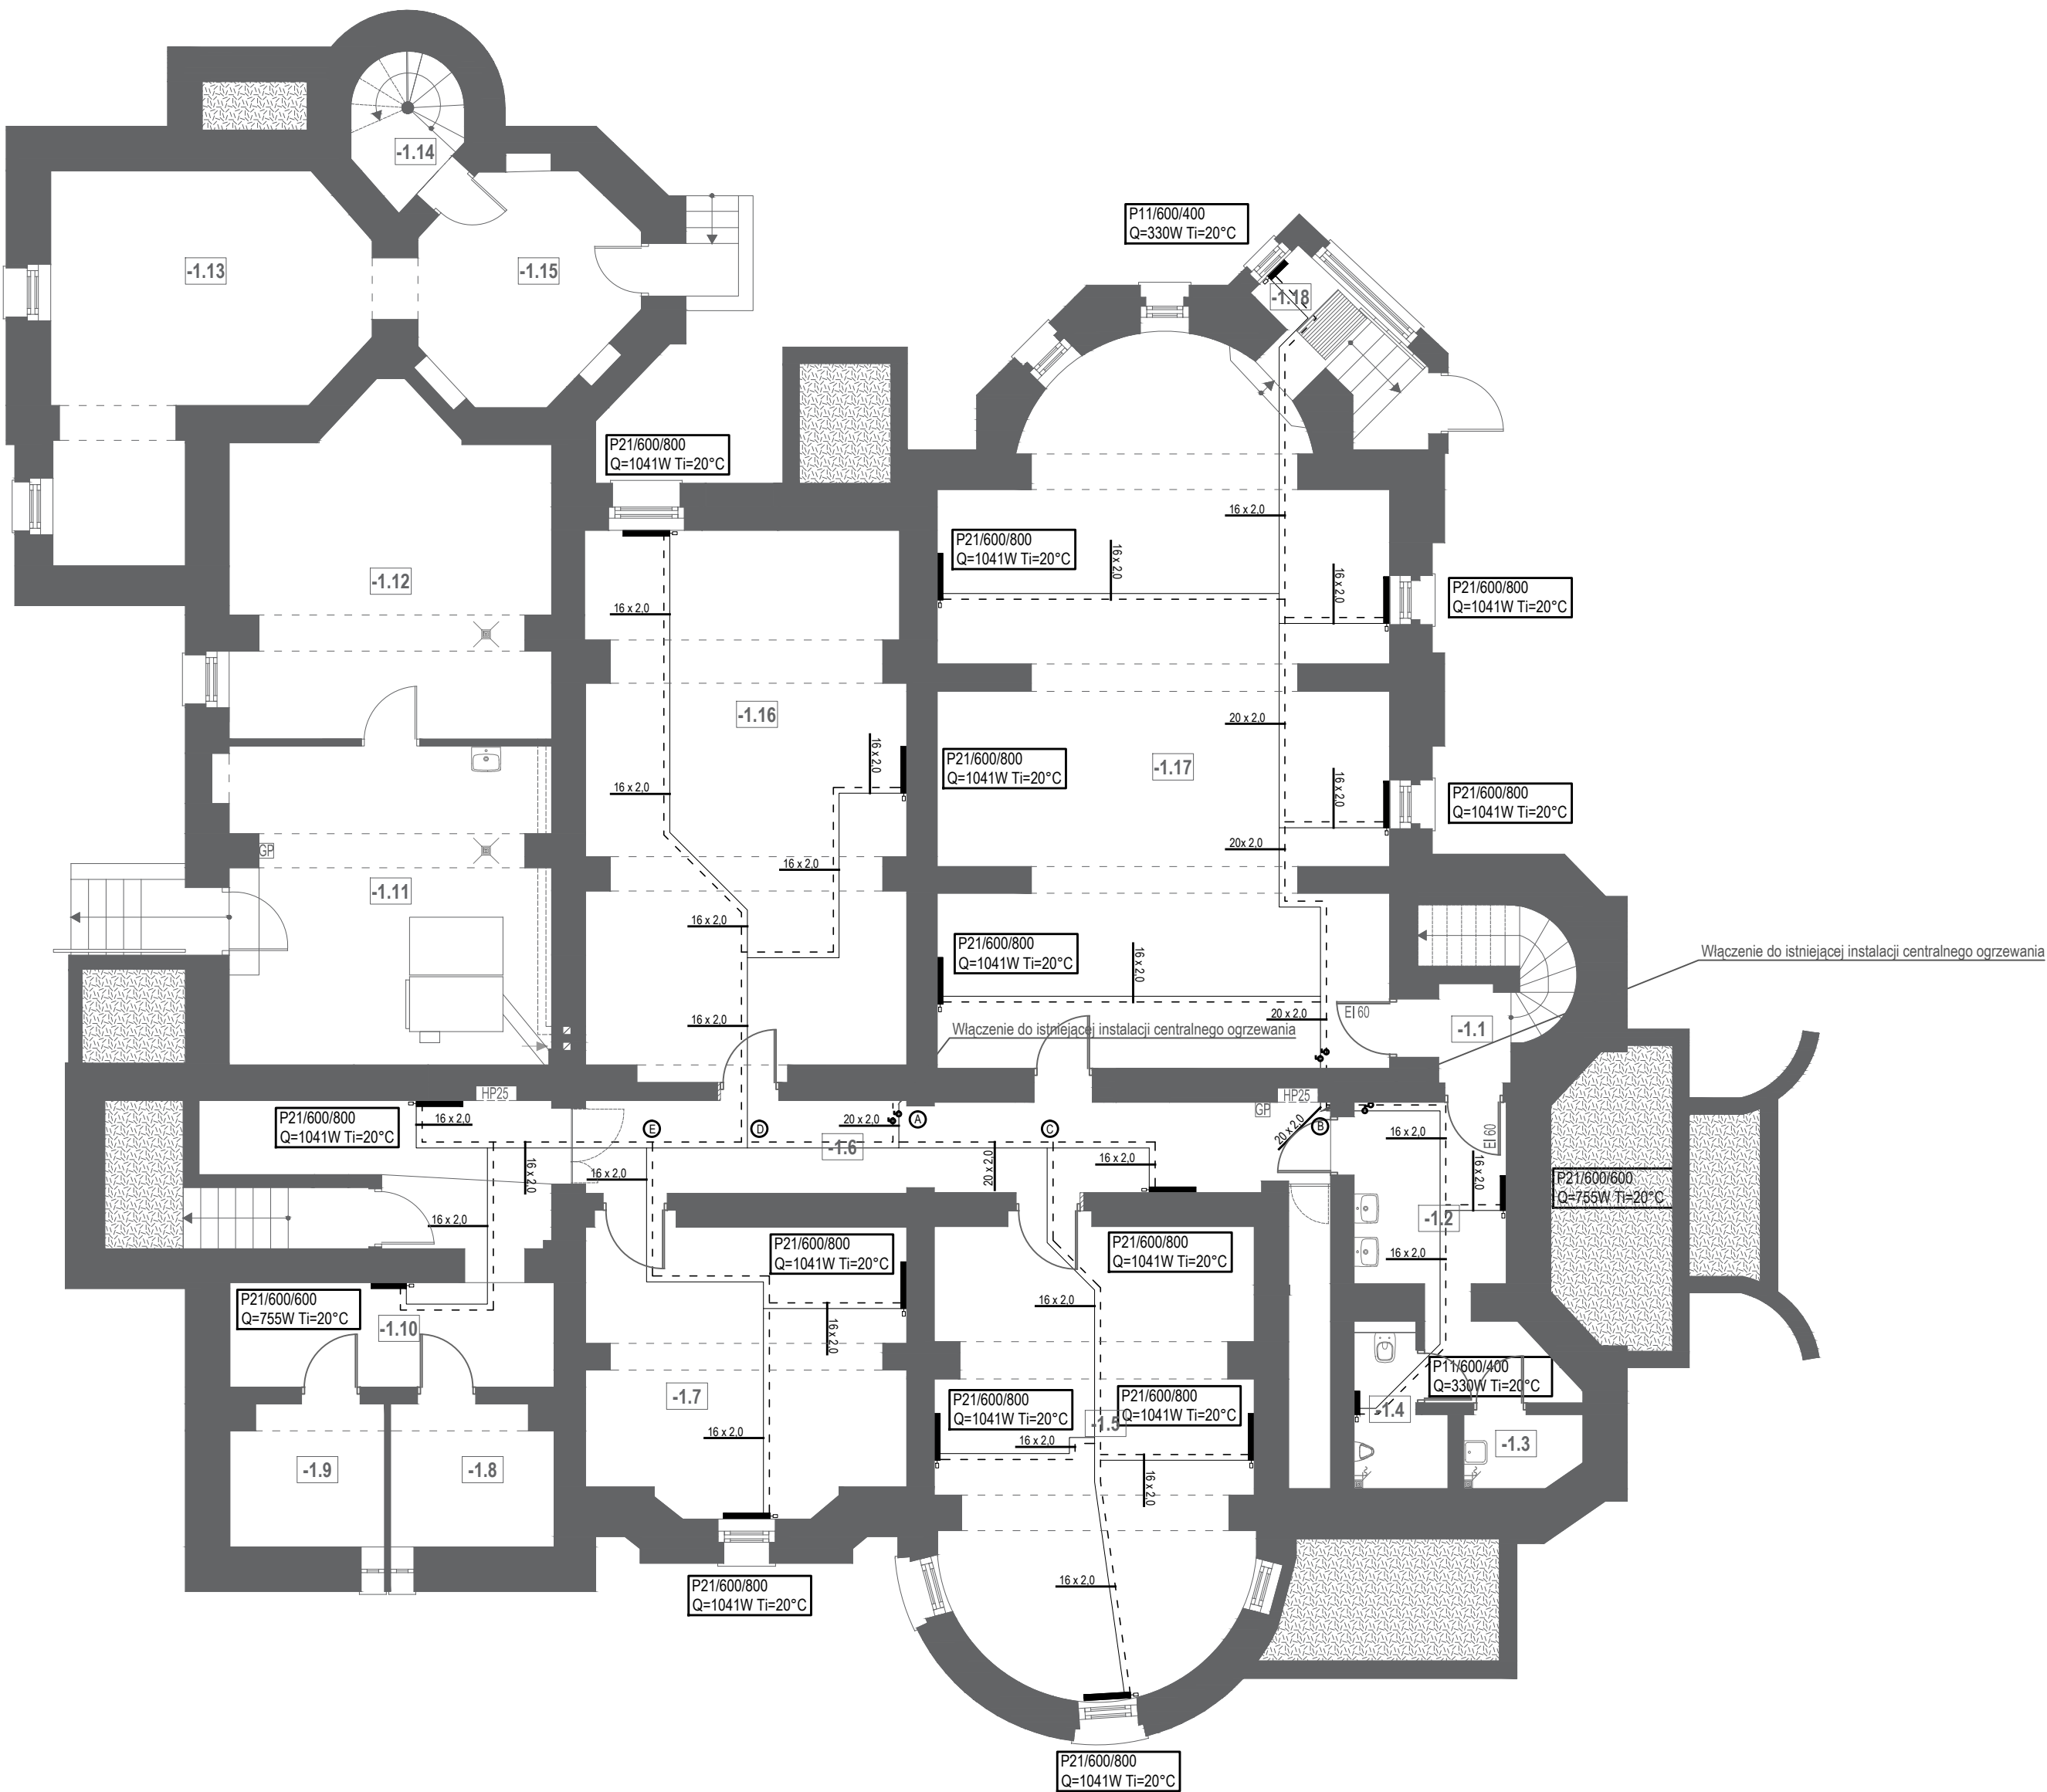 -1.14
P11/600/400
Q=330W Ti=20°C
-1.13
-1.15
-1.18
P21/600/800
Q=1041W Ti=20°C
16 x 2,0
P21/600/800
Q=1041W Ti=20°C
16 x 2,0
16 x 2,0
P21/600/800
Q=1041W Ti=20°C
-1.12
16 x 2,0
-1.16
20 x 2,0
P21/600/800
Q=1041W Ti=20°C
-1.17
16 x 2,0
16 x 2,0
16 x 2,0
P21/600/800
Q=1041W Ti=20°C
20x 2,0
GP
16 x 2,0
-1.11
16 x 2,0
P21/600/800
Q=1041W Ti=20°C
16 x 2,0
Włączenie do istniejącej instalacji centralnego ogrzewania
16 x 2,0
Włączenie do istniejącej instalacji centralnego ogrzewania
20 x 2,0
EI 60
-1.1
HP25
HP25
P21/600/800
Q=1041W Ti=20°C
16 x 2,0
E
D
20 x 2,0
A
C
GP
20 x 2,0
B
16 x 2,0
EI 60
-1.6
16 x 2,0
16 x 2,0
20 x 2,0
16 x 2,0
16 x 2,0
P21/600/600
Q=755W Ti=20°C
16 x 2,0
-1.2
P21/600/800
Q=1041W Ti=20°C
P21/600/800
Q=1041W Ti=20°C
16 x 2,0
P21/600/600
Q=755W Ti=20°C
-1.10
16 x 2,0
16 x 2,0
P11/600/400
Q=330W Ti=20°C
-1.7
P21/600/800
Q=1041W Ti=20°C
P21/600/800
Q=1041W Ti=20°C
-1.5
-1.4
16 x 2,0
16 x 2,0
-1.3
-1.9
-1.8
16 x 2,0
16 x 2,0
P21/600/800
Q=1041W Ti=20°C
P21/600/800
Q=1041W Ti=20°C